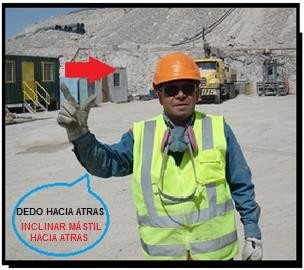 DEDO HACIA ATRAS
INCLINAR MÁSTIL
HACIA ATRAS